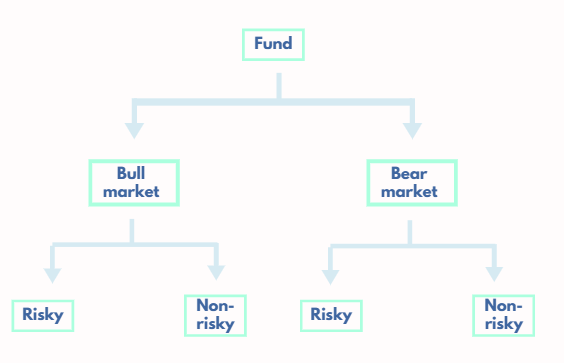 Fund
Bull
market
Bear
market
Risky
Non-
risky
Risky
Non-
risky